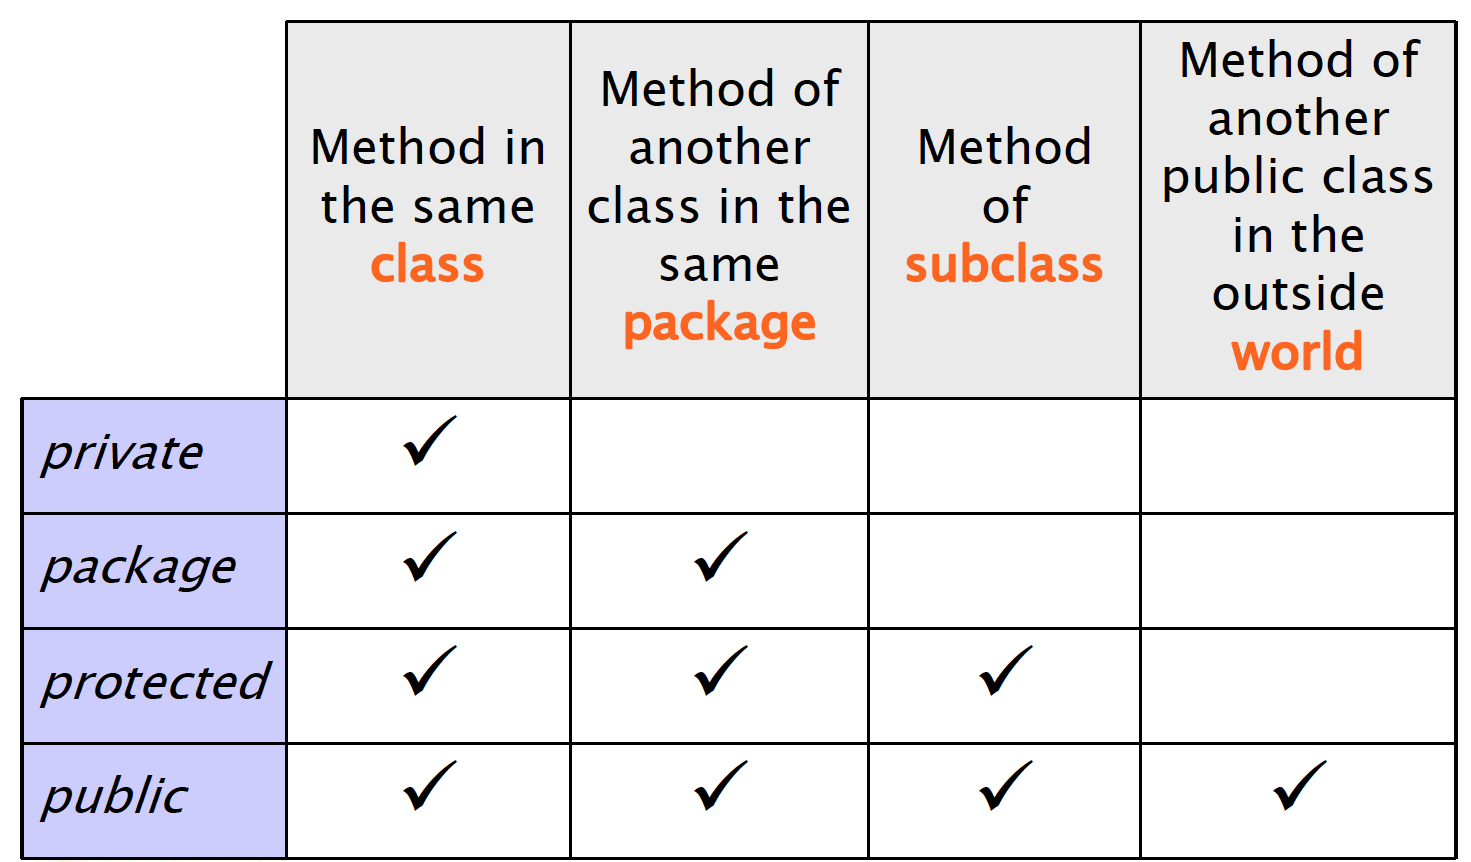 Method in
the same
class
Method of
another
class in the
same
package
Method
of
subclass
Method of
another
public class
in the
outside
world
private ✓
package ✓ ✓
protected ✓ ✓ ✓
public ✓ ✓ ✓ ✓